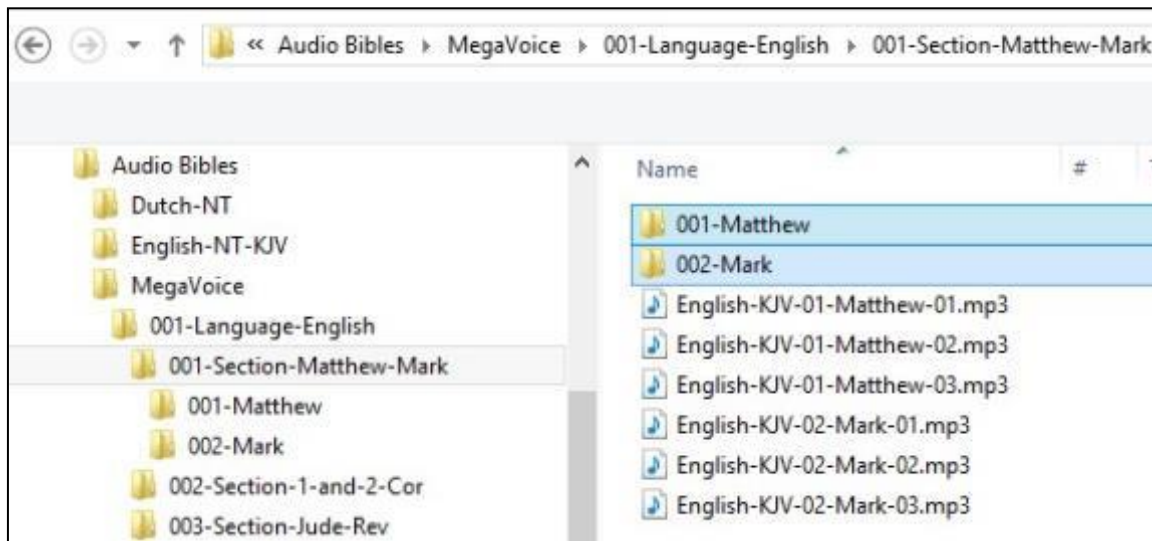 « Audio Bibles ▸ MegaVoice ▸ 001-Language-English ▸ 001-Section-Matthew-Mark
Audio Bibles
Dutch-NT
English-NT-KJV
MegaVoice
001-Language-English
001-Section-Matthew-Mark
001-Matthew
002-Mark
002-Section-1-and-2-Cor
003-Section-Jude-Rev
Name #
001-Matthew
002-Mark
English-KJV-01-Matthew-01.mp3
English-KJV-01-Matthew-02.mp3
English-KJV-01-Matthew-03.mp3
English-KJV-02-Mark-01.mp3
English-KJV-02-Mark-02.mp3
English-KJV-02-Mark-03.mp3